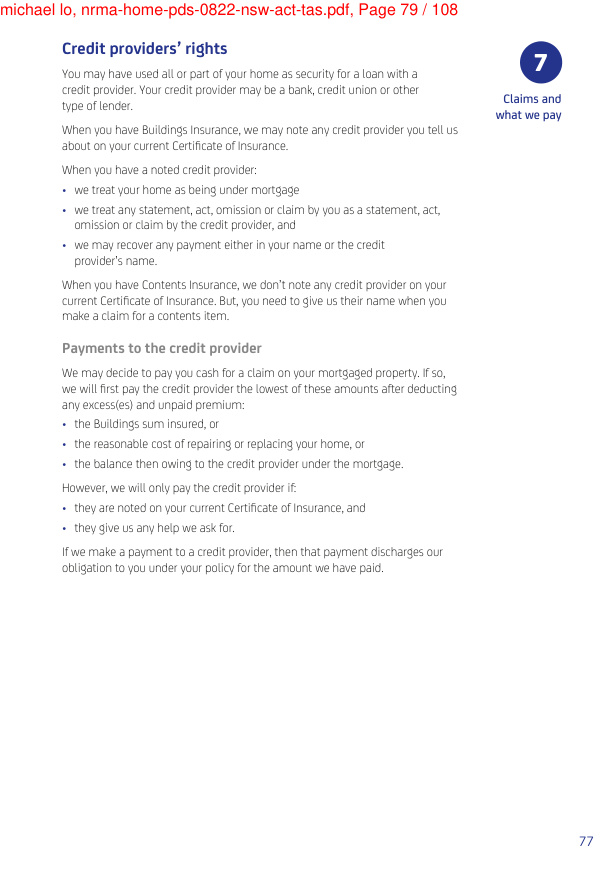 michael lo, nrma-home-pds-0822-nsw-act-tas.pdf, Page 79 / 108
Credit providers' rights
You may have used all or part of your home as security for a loan with a
credit provider. Your credit provider may be a bank, credit union or other
type of lender.
When you have Buildings Insurance, we may note any credit provider you tell us
about on your current Certificate of Insurance.
When you have a noted credit provider:
• we treat your home as being under mortgage
• we treat any statement, act, omission or claim by you as a statement, act,
omission or claim by the credit provider, and
• we may recover any payment either in your name or the credit
provider's name.
When you have Contents Insurance, we don't note any credit provider on your
current Certificate of Insurance. But, you need to give us their name when you
make a claim for a contents item.
Payments to the credit provider
We may decide to pay you cash for a claim on your mortgaged property. If so,
we will first pay the credit provider the lowest of these amounts after deducting
any excess(es) and unpaid premium:
• the Buildings sum insured, or
• the reasonable cost of repairing or replacing your home, or
• the balance then owing to the credit provider under the mortgage.
However, we will only pay the credit provider if:
• they are noted on your current Certificate of Insurance, and
• they give us any help we ask for.
If we make a payment to a credit provider, then that payment discharges our
obligation to you under your policy for the amount we have paid.
7
Claims and
what we pay
77